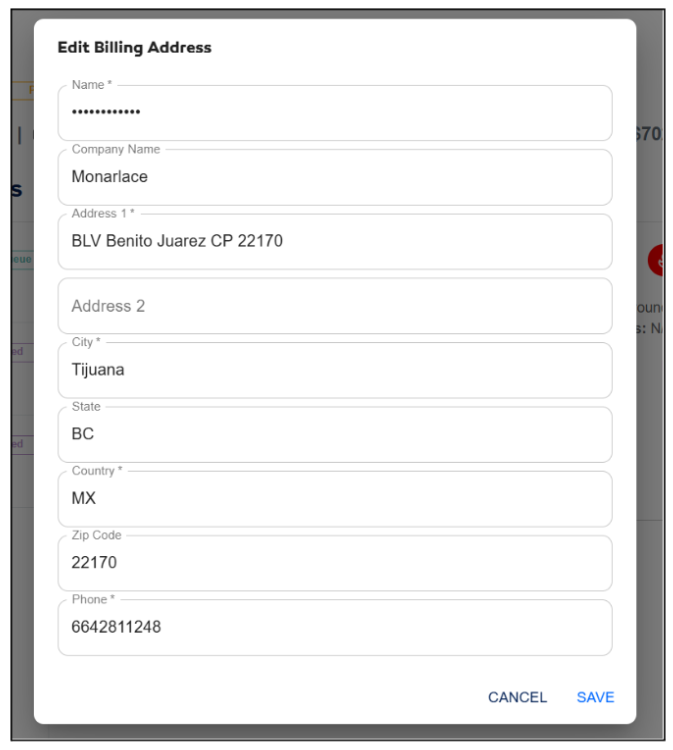 Edit Billing Address
Name *
••••••••••••
Company Name
Monarlace
Address 1 *
BLV Benito Juarez CP 22170
Address 2
City *
Tijuana
State
BC
Country *
MX
Zip Code
22170
Phone *
6642811248
CANCEL SAVE